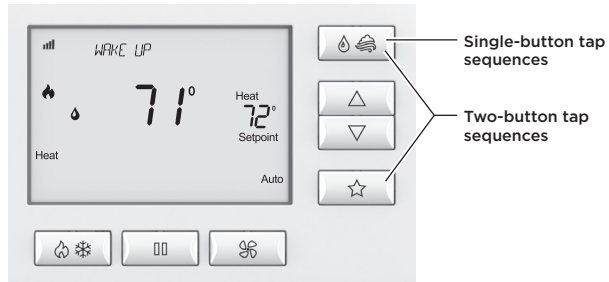 WAKE UP
71°
Heat
72°
Setpoint
Heat
Auto
Single-button tap
sequences
Two-button tap
sequences